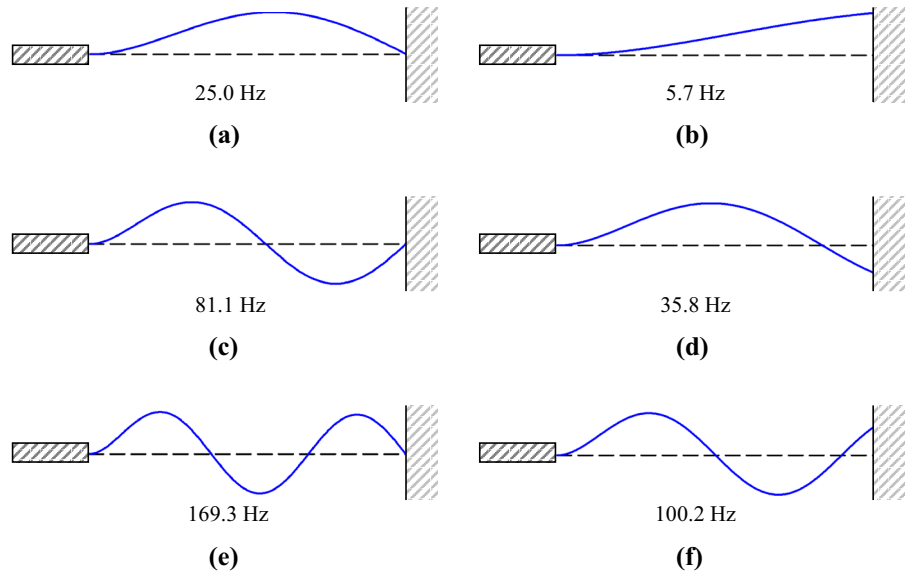 25.0 Hz
5.7 Hz
(a)
(b)
81.1 Hz
35.8 Hz
(c)
(d)
169.3 Hz
100.2 Hz
(e)
(f)